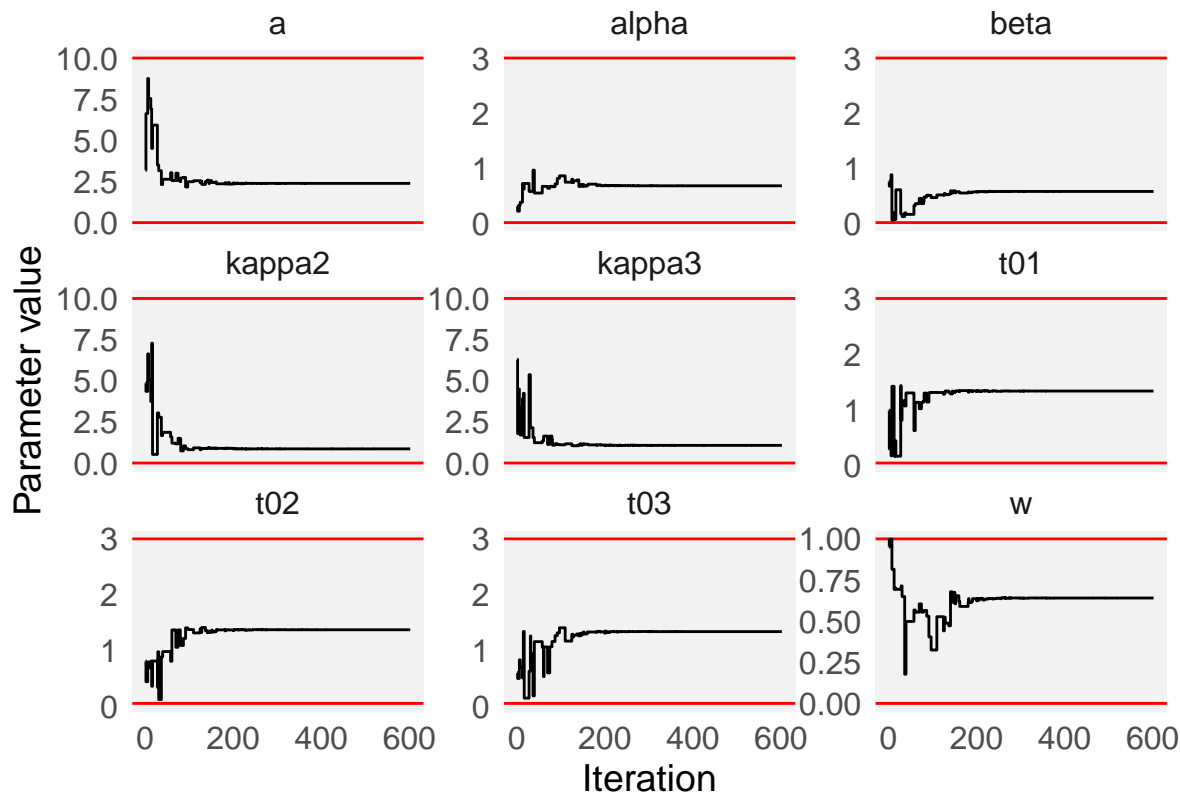 a alpha beta
10.0 3 3
7.5
5.0 2 2
2.5 1 1
0.0 0 0
kappa2 kappa3 t01
10.0 10.0 3
7.5 7.5
5.0 5.0 2
2.5 2.5 1
0.0 0.0 0
Parameter value
t02 t03 w
3 3 1.00
2 2 0.75
0.50
1 1 0.25
0 0 0.00
0 200 400 600 0 200 400 600 0 200 400 600
Iteration